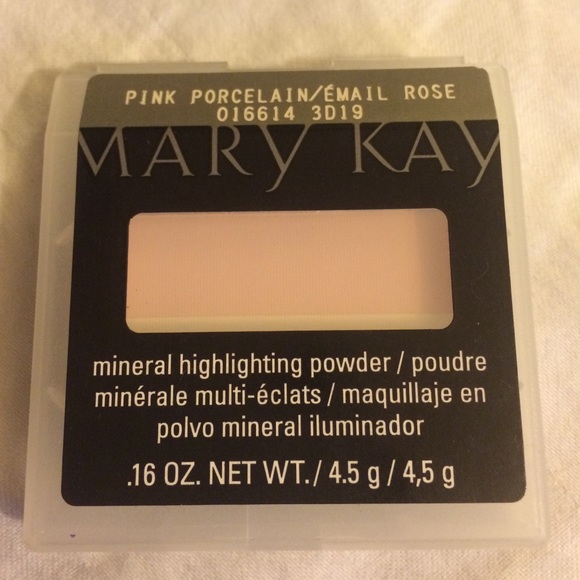 PINK PORCELAIN/ÉMAIL ROSE
016614 3D19
MARY KAY
mineral highlighting powder / poudre
minérale multi-éclats / maquillaje en
polvo mineral iluminador
.16 OZ. NET WT. / 4.5 g / 4,5 g